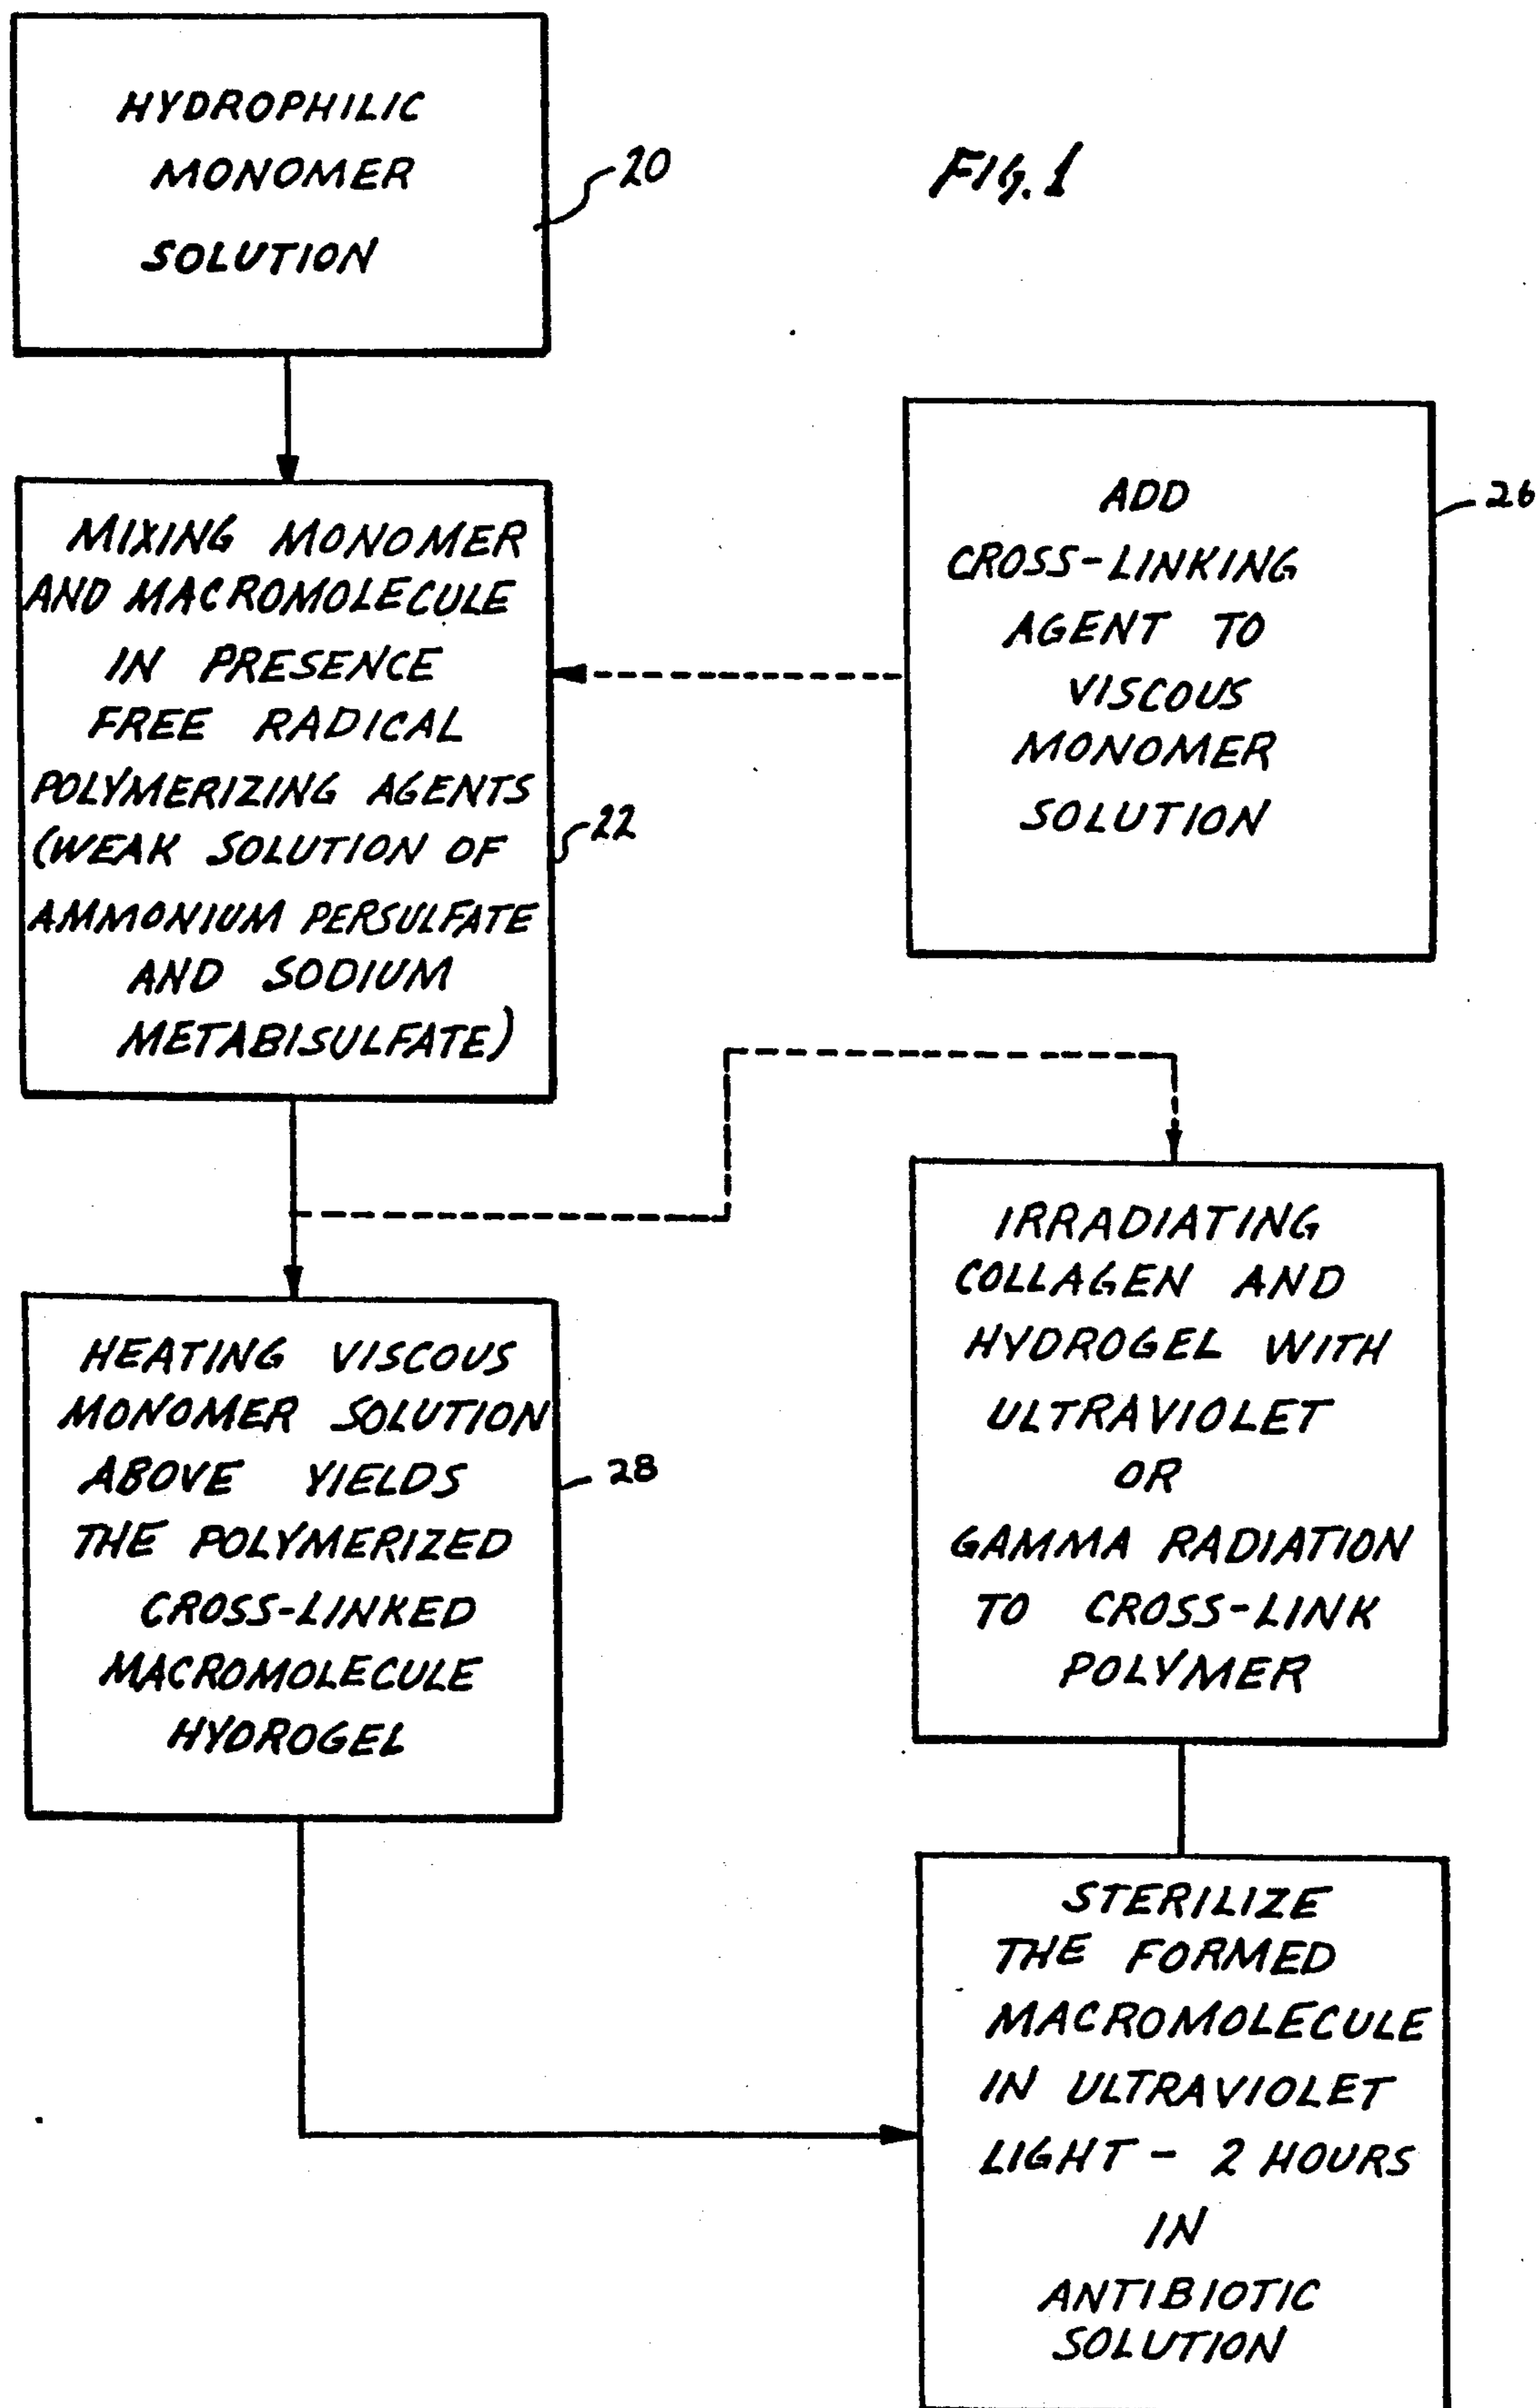 HYDROPHILIC
MONOMER
SOLUTION
20
FIG. 1
MIXING MONOMER
AND MACROMOLECULE
IN PRESENCE
FREE RADICAL
POLYMERIZING AGENTS
(WEAK SOLUTION OF
AMMONIUM PERSULFATE
AND SODIUM
METABISULFATE)
22
ADD
CROSS-LINKING
AGENT TO
VISCOUS
MONOMER
SOLUTION
26
HEATING VISCOUS
MONOMER SOLUTION
ABOVE YIELDS
THE POLYMERIZED
CROSS-LINKED
MACROMOLECULE
HYDROGEL
28
IRRADIATING
COLLAGEN AND
HYDROGEL WITH
ULTRAVIOLET
OR
GAMMA RADIATION
TO CROSS-LINK
POLYMER
STERILIZE
THE FORMED
MACROMOLECULE
IN ULTRAVIOLET
LIGHT - 2 HOURS
IN
ANTIBIOTIC
SOLUTION